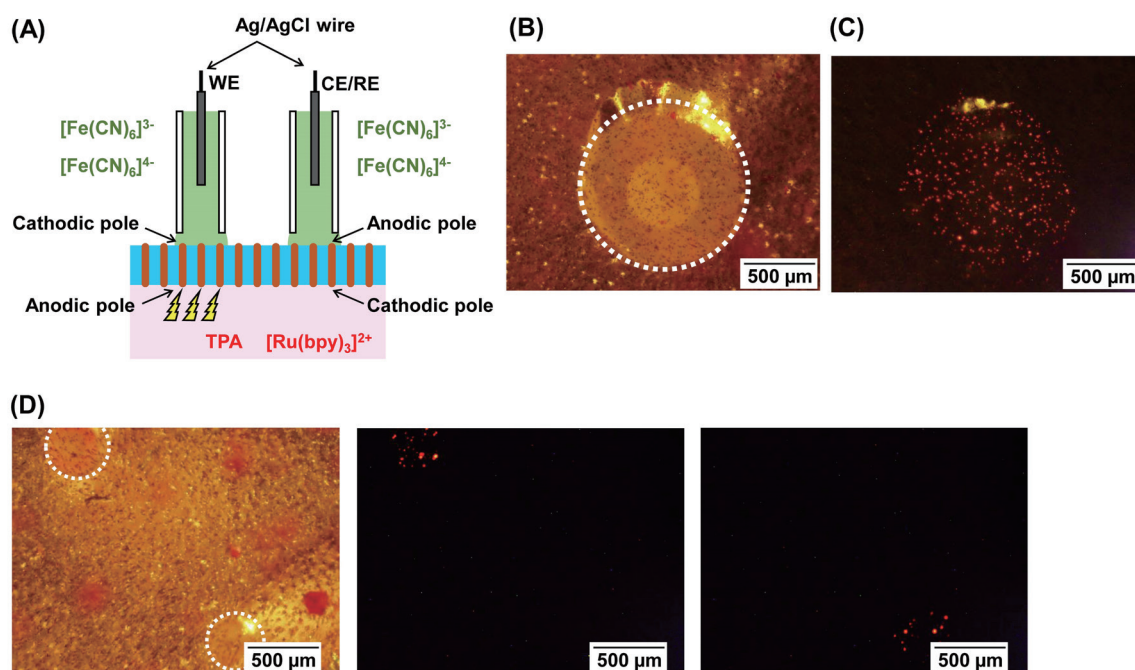 (A)
Ag/AgCl wire
WE
CE/RE
[Fe(CN)₆]³⁻
[Fe(CN)₆]³⁻
[Fe(CN)₆]⁴⁻
[Fe(CN)₆]⁴⁻
Cathodic pole
Anodic pole
Anodic pole
Cathodic pole
TPA
[Ru(bpy)₃]²⁺
(B)
500 µm
(C)
500 µm
(D)
500 µm
500 µm
500 µm